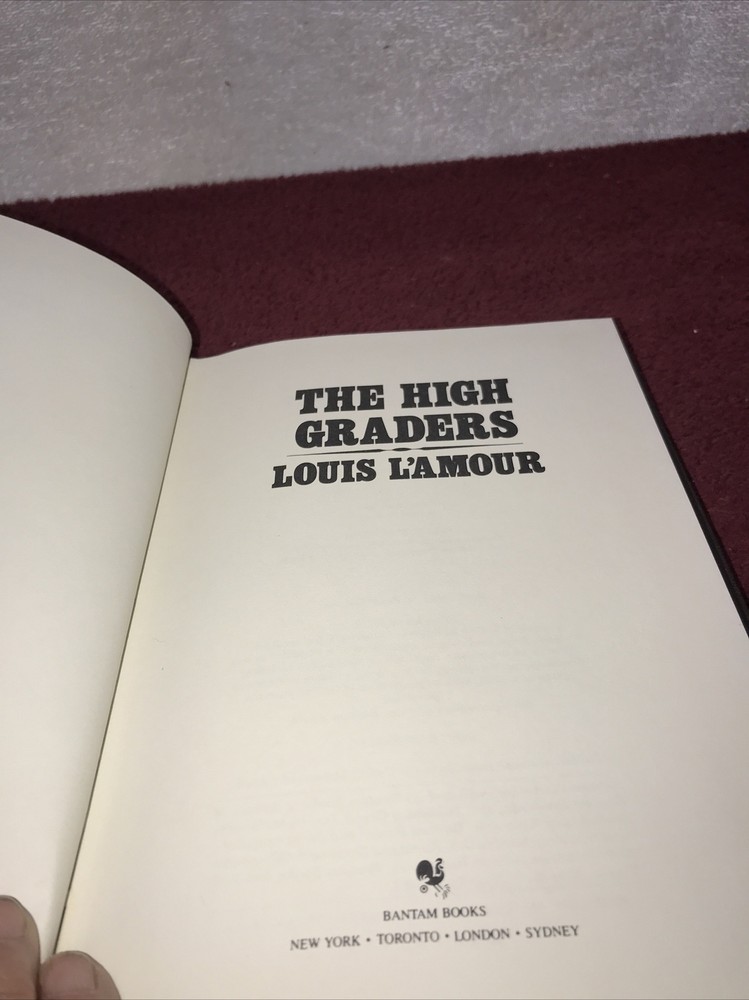 THE HIGH
GRADERS
LOUIS L'AMOUR
BANTAM BOOKS
NEW YORK • TORONTO • LONDON • SYDNEY